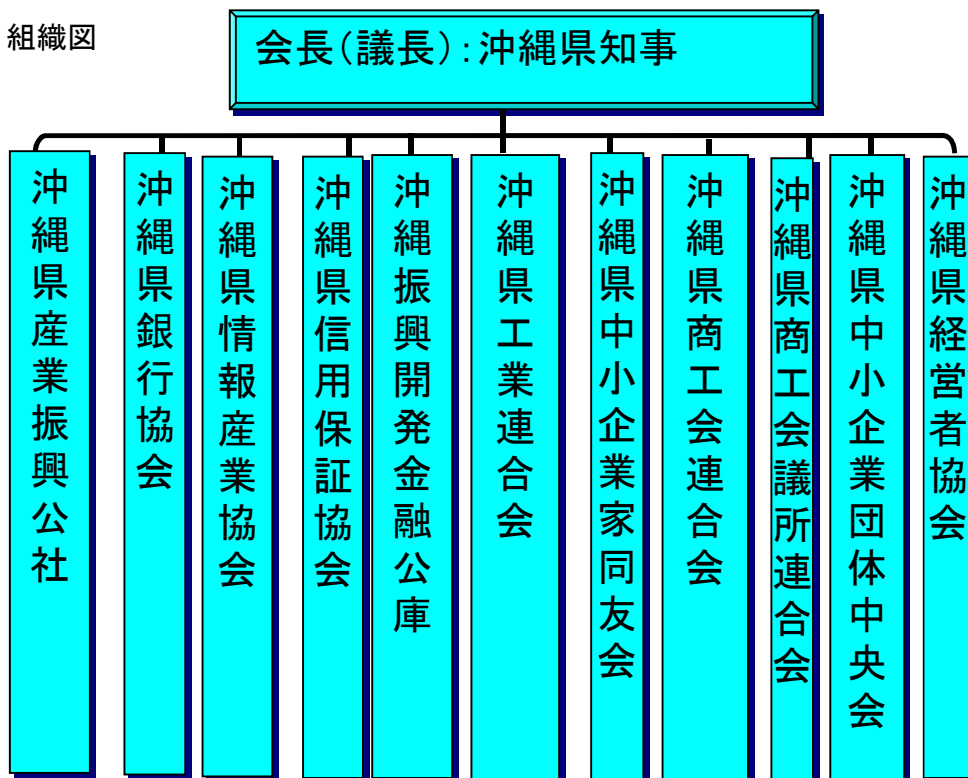 組織図
会長(議長):沖縄県知事
沖縄県産業振興公社
沖縄県銀行協会
沖縄県情報産業協会
沖縄県信用保証協会
沖縄振興開発金融公庫
沖縄県工業連合会
沖縄県中小企業家同友会
沖縄県商工会連合会
沖縄県商工会議所連合会
沖縄県中小企業団体中央会
沖縄県経営者協会